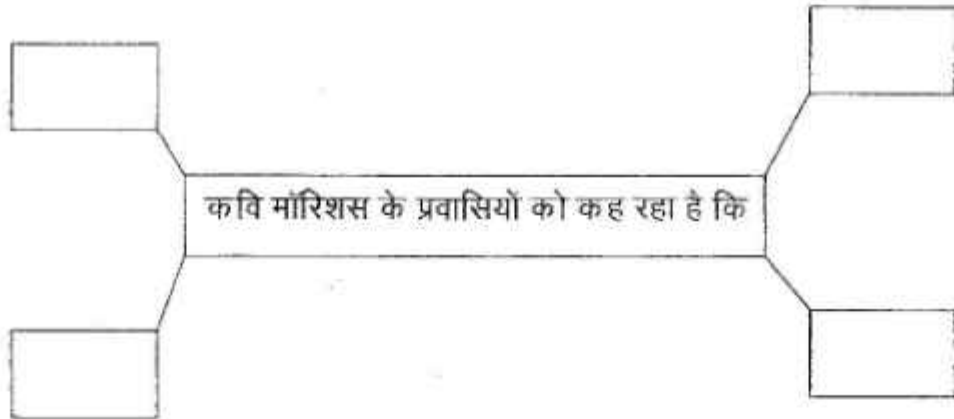 कवि मॉरिशस के प्रवासियों को कह रहा है कि